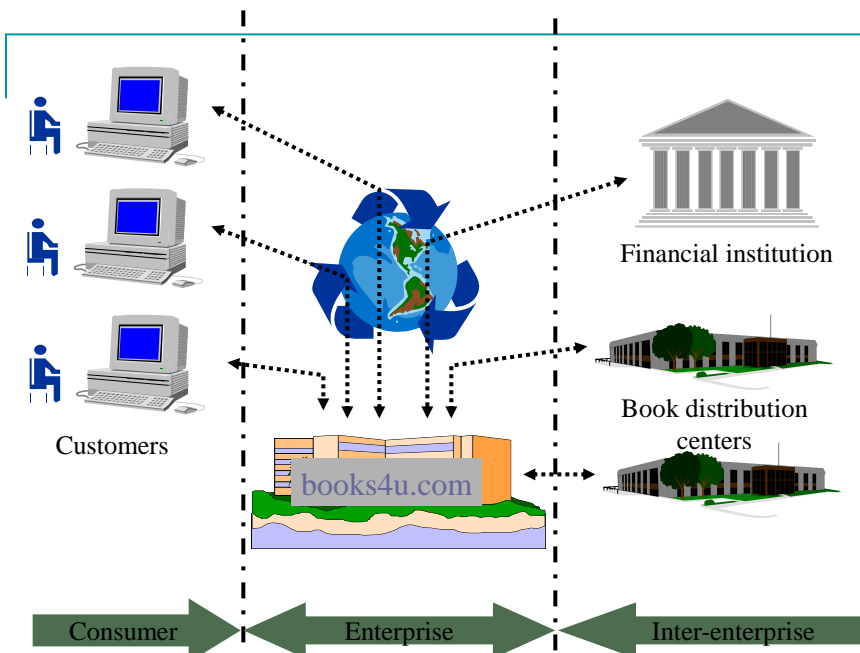 Financial institution
Customers
Book distribution
centers
books4u.com
Consumer
Enterprise
Inter-enterprise